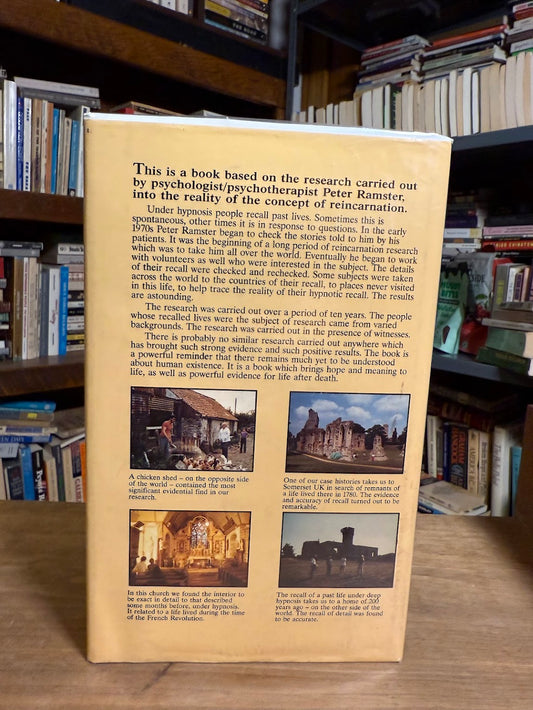 This is a book based on the research carried out
by psychologist/psychotherapist Peter Ramster,
into the reality of the concept of reincarnation.
Under hypnosis people recall past lives. Sometimes this is
spontaneous, other times it is in response to questions. In the early
1970s Peter Ramster began to check the stories told to him by his
patients. It was the beginning of a long period of reincarnation research
which was to take him all over the world. Eventually he began to work
with volunteers as well who were interested in the subject. The details
of their recall were checked and rechecked. Some subjects were taken
across the world to the countries of their recall, to places never visited
in this life, to help trace the reality of their hypnotic recall. The results
are astounding.
The research was carried out over a period of ten years. The people
whose recalled lives were the subject of research came from varied
backgrounds. The research was carried out in the presence of witnesses.
There is probably no similar research carried out anywhere which
has brought such strong evidence and such positive results. The book is
a powerful reminder that there remains much yet to be understood
about human existence. It is a book which brings hope and meaning to
life, as well as powerful evidence for life after death.
A chicken shed – on the opposite side
of the world – contained the most
significant evidential find in our
research.
One of our case histories takes us to
Somerset UK in search of remnants of
a life lived there in 1780. The evidence
and accuracy of recall turned out to be
remarkable.
In this church we found the interior to
be exact in detail to that described
some months before, under hypnosis.
It related to a life lived during the time
of the French Revolution.
The recall of a past life under deep
hypnosis takes us to a home of 200
years ago – on the other side of the
world. The recall of detail was found
to be accurate.